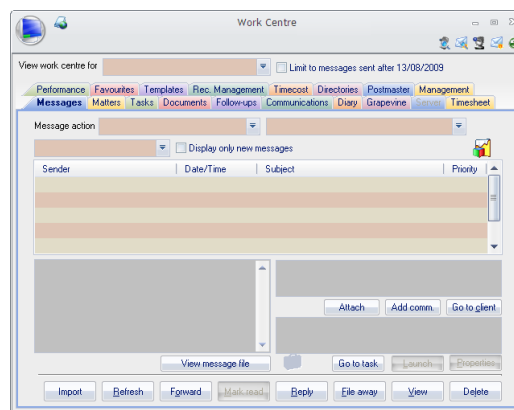 Work Centre
View work centre for
Limit to messages sent after 13/08/2009
Performance Favourites Templates Rec. Management Timecost Directories Postmaster Management
Messages Matters Tasks Documents Follow-ups Communications Diary Grapevine Server Timesheet
Message action
Display only new messages
Sender Date/Time Subject Priority
Attach Add comm. Go to client
View message file Go to task Launch Properties
Import Refresh Forward Mark read Reply File away View Delete